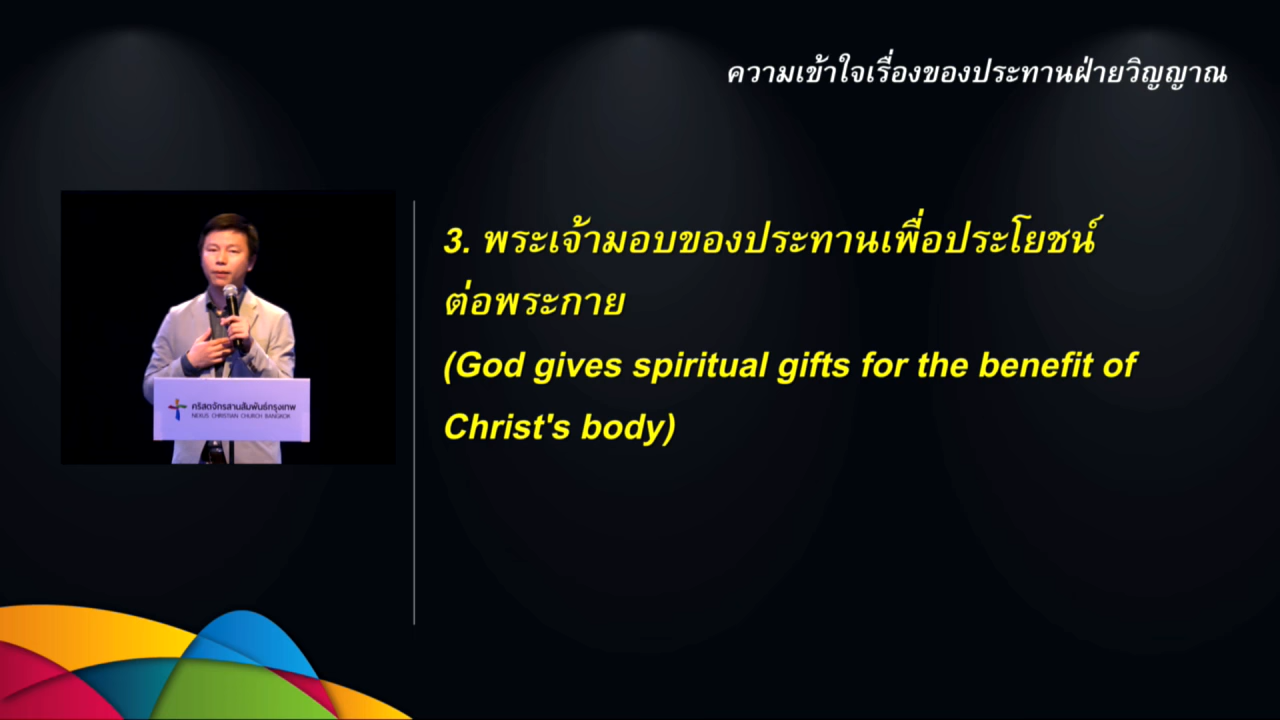 ความเข้าใจเรื่องของประทานฝ่ายวิญญาณ
3. พระเจ้ามอบของประทานเพื่อประโยชน์
ต่อพระกาย
(God gives spiritual gifts for the benefit of
Christ's body)
คริสตจักรสานสัมพันธ์กรุงเทพ
NEXUS CHRISTIAN CHURCH BANGKOK